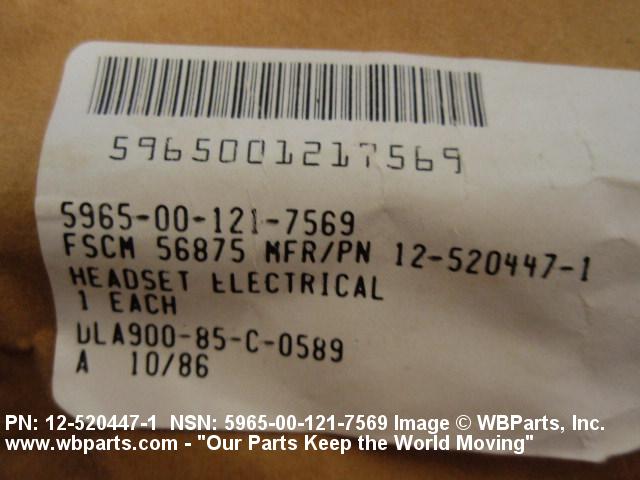 5965001217569
5965-00-121-7569
FSCM 56875 MFR/PN 12-520447-1
HEADSET ELECTRICAL
1 EACH
DLA900-85-C-0589
A 10/86
PN: 12-520447-1 NSN: 5965-00-121-7569 Image © WBParts, Inc.
www.wbparts.com - "Our Parts Keep the World Moving"